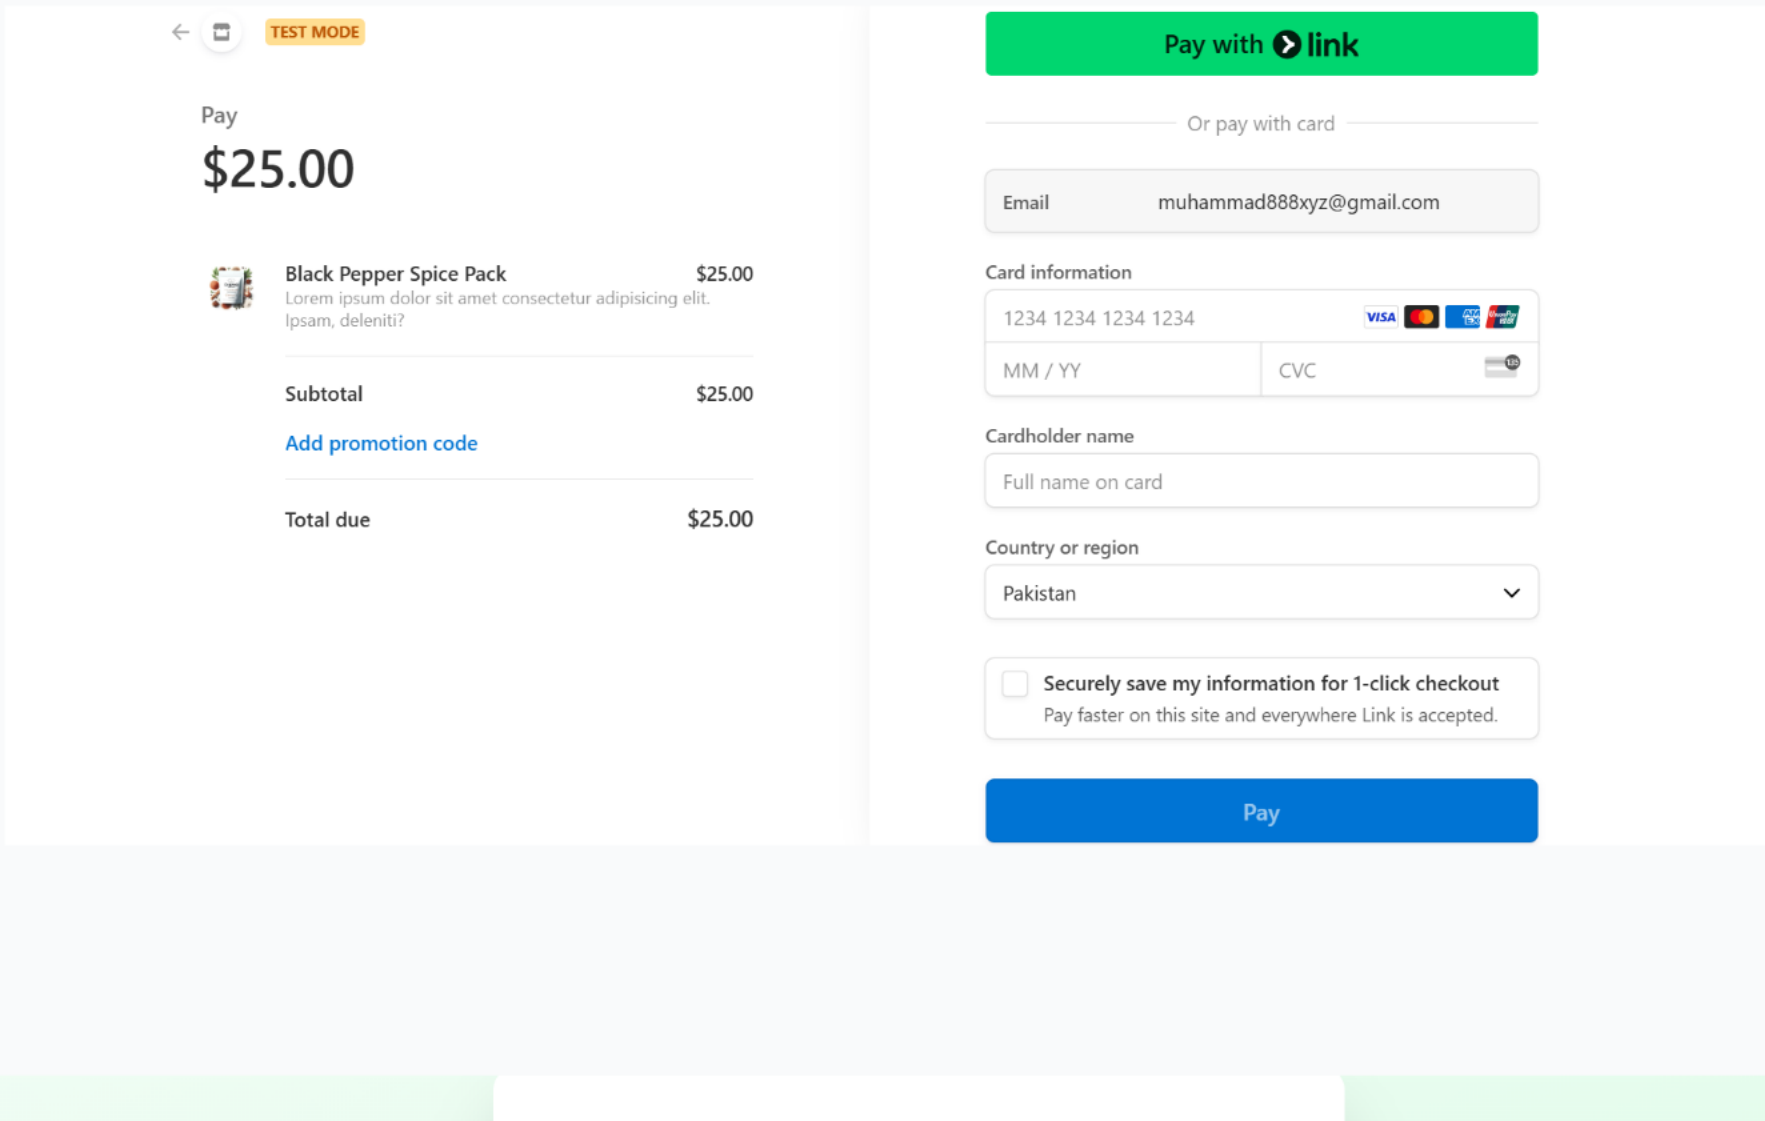 TEST MODE
Pay
$25.00
Black Pepper Spice Pack $25.00
Lorem ipsum dolor sit amet consectetur adipisicing elit.
Ipsam, deleniti?
Subtotal $25.00
Add promotion code
Total due $25.00
Pay with link
Or pay with card
Email muhammad888xyz@gmail.com
Card information
1234 1234 1234 1234 VISA AM EX UnionPay
MM / YY CVC 135
Cardholder name
Full name on card
Country or region
Pakistan
Securely save my information for 1-click checkout
Pay faster on this site and everywhere Link is accepted.
Pay